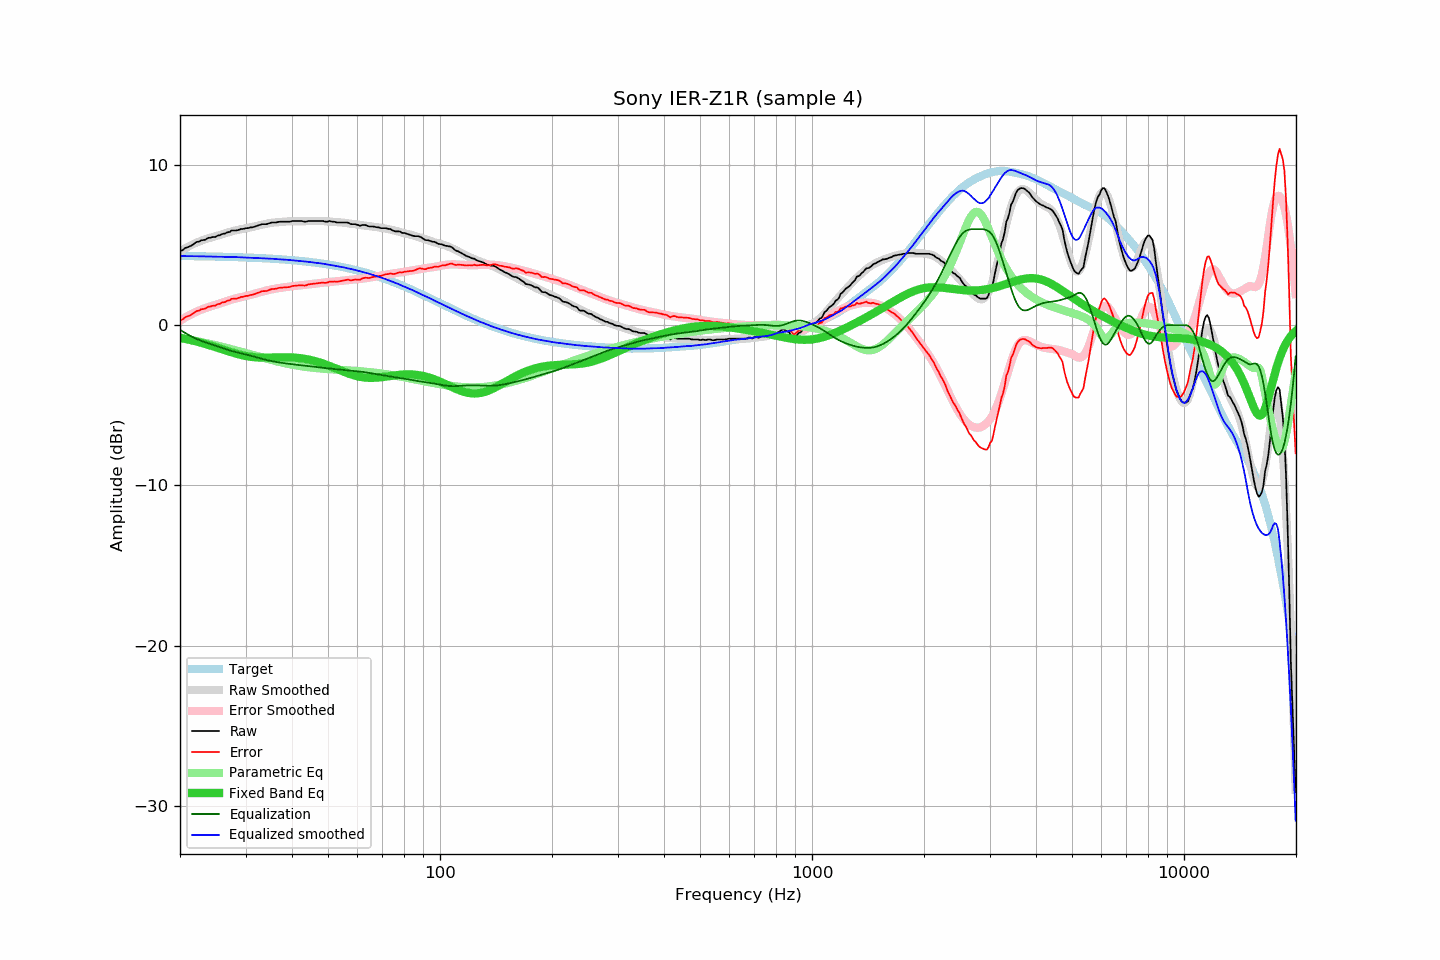 Sony IER-Z1R (sample 4)
Amplitude (dBr)
10
0
−10
−20
−30
Target
Raw Smoothed
Error Smoothed
Raw
Error
Parametric Eq
Fixed Band Eq
Equalization
Equalized smoothed
100
1000
10000
Frequency (Hz)